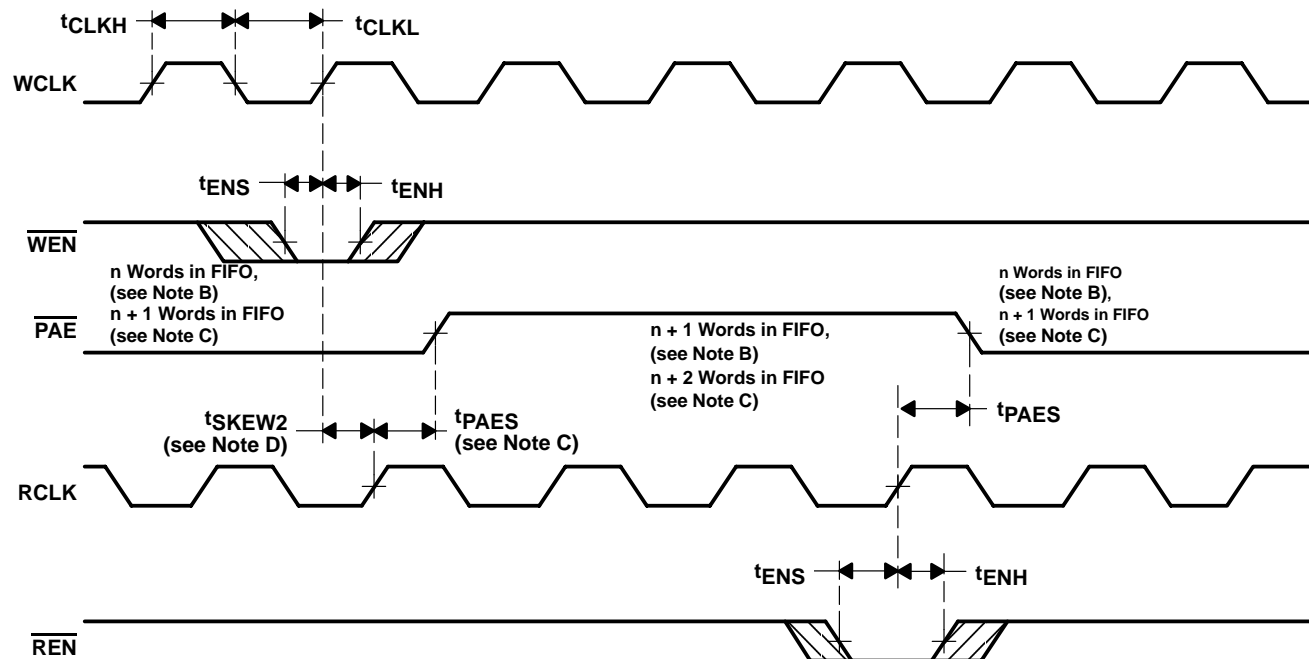 tCLKH
tCLKL
WCLK
tENS
tENH
WEN
n Words in FIFO,
(see Note B)
n + 1 Words in FIFO
(see Note C)
n Words in FIFO
(see Note B),
n + 1 Words in FIFO
(see Note C)
PAE
n + 1 Words in FIFO,
(see Note B)
n + 2 Words in FIFO
(see Note C)
tSKEW2
(see Note D)
tPAES
(see Note C)
tPAES
RCLK
tENS
tENH
REN